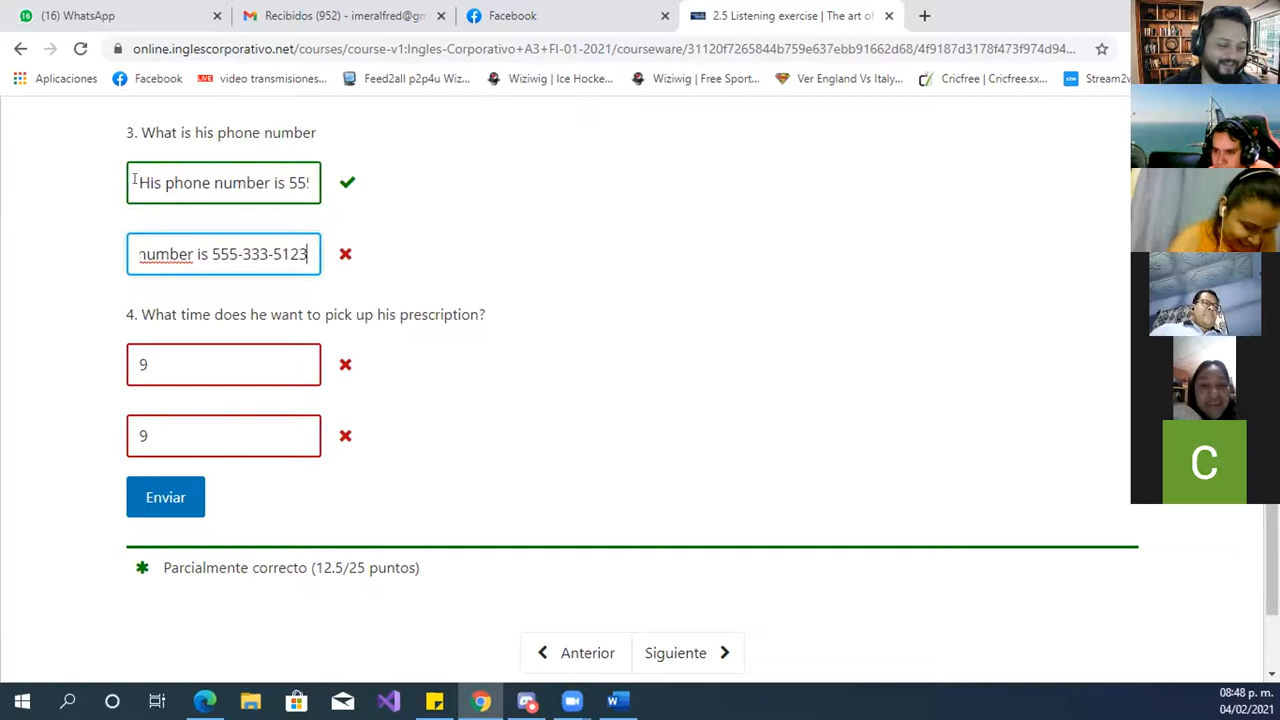 (16) WhatsApp
Recibidos (952) - imeralfred@gm
Facebook
2.5 Listening exercise | The art of
online.inglescorporativo.net/courses/course-v1:Ingles-Corporativo+A3+FI-01-2021/courseware/31120f7265844b759e637ebb91662d68/4f9187d3178f473f974d94...
Aplicaciones
Facebook
LIVE
video transmisiones...
Feed2all p2p4u Wiz...
Wiziwig | Ice Hocke...
Wiziwig | Free Sport...
Ver England Vs Italy...
Cricfree | Cricfree.sx...
Stream2v
3. What is his phone number
His phone number is 555
number is 555-333-5123
4. What time does he want to pick up his prescription?
9
9
Enviar
Parcialmente correcto (12.5/25 puntos)
Anterior
Siguiente
C
08:48 p. m.
04/02/2021